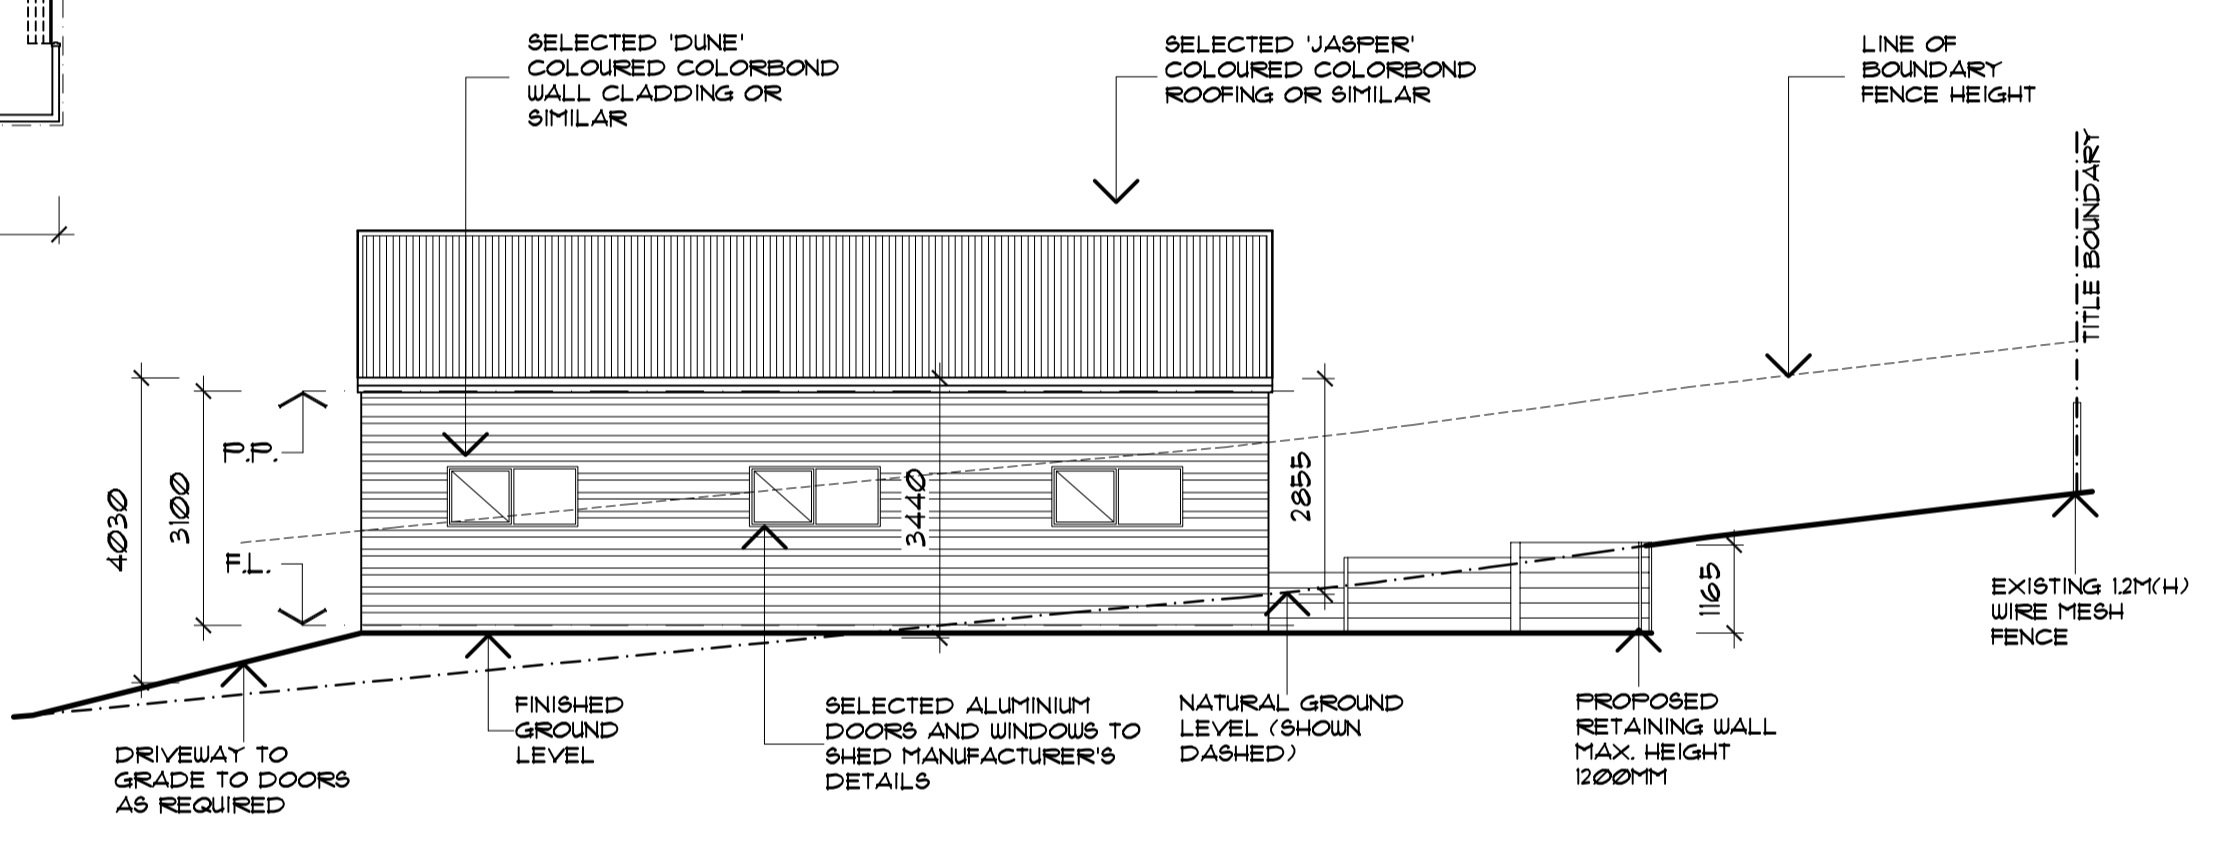 SELECTED 'DUNE'
COLOURED COLORBOND
WALL CLADDING OR
SIMILAR
SELECTED 'JASPER'
COLOURED COLORBOND
ROOFING OR SIMILAR
LINE OF
BOUNDARY
FENCE HEIGHT
TITLE BOUNDARY
4030
3100
P.P.
F.L.
3440
2855
1165
EXISTING 1.2M(H)
WIRE MESH
FENCE
DRIVEWAY TO
GRADE TO DOORS
AS REQUIRED
FINISHED
GROUND
LEVEL
SELECTED ALUMINIUM
DOORS AND WINDOWS TO
SHED MANUFACTURER'S
DETAILS
NATURAL GROUND
LEVEL (SHOWN
DASHED)
PROPOSED
RETAINING WALL
MAX. HEIGHT
1200MM